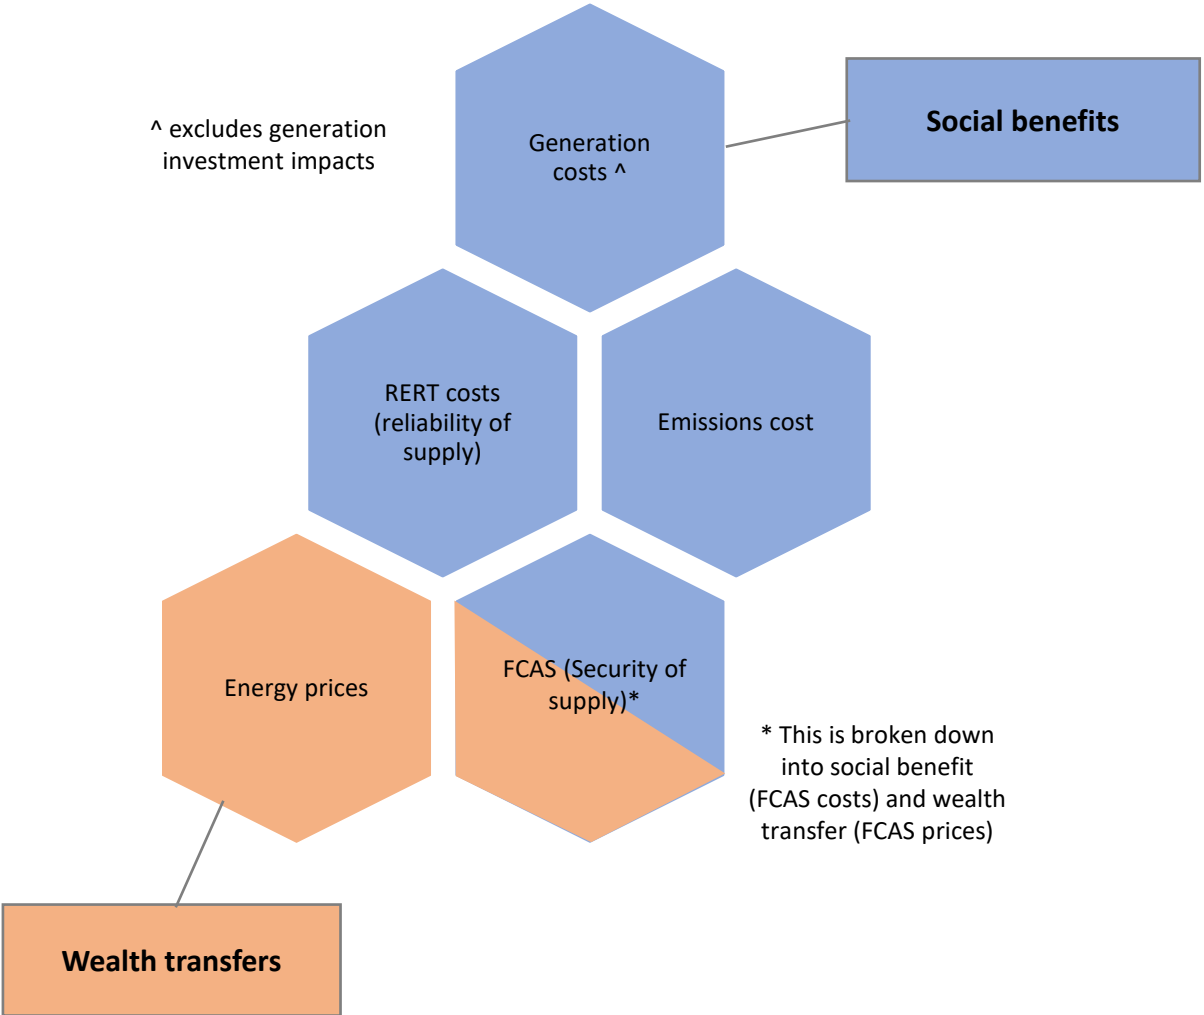 ^ excludes generation
investment impacts
Generation
costs ^
Social benefits
RERT costs
(reliability of
supply)
Emissions cost
Energy prices
FCAS (Security of
supply)*
* This is broken down
into social benefit
(FCAS costs) and wealth
transfer (FCAS prices)
Wealth transfers